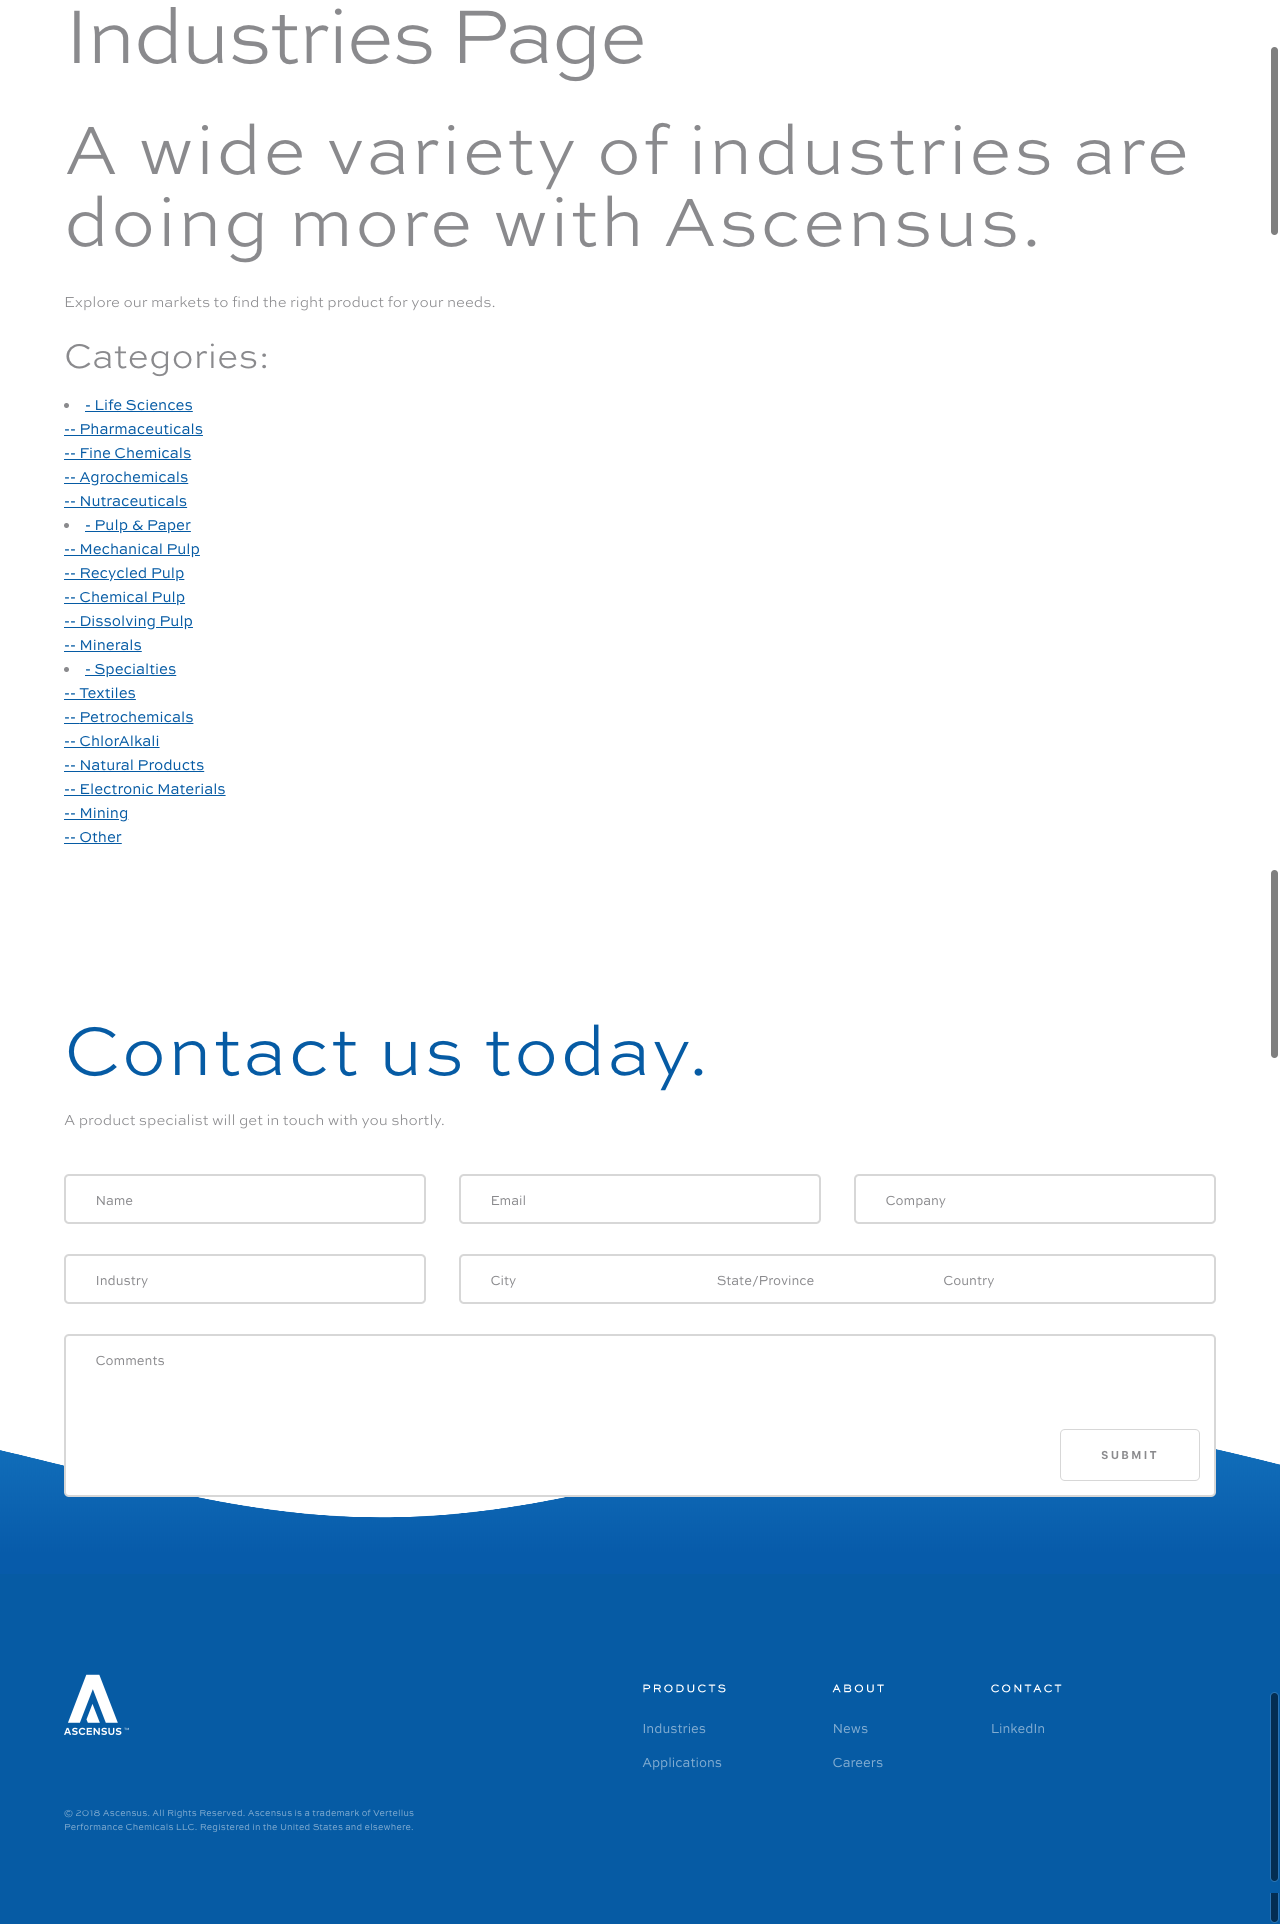 Industries Page
A wide variety of industries are
doing more with Ascensus.
Explore our markets to find the right product for your needs.
Categories:
• - Life Sciences
-- Pharmaceuticals
-- Fine Chemicals
-- Agrochemicals
-- Nutraceuticals
• - Pulp & Paper
-- Mechanical Pulp
-- Recycled Pulp
-- Chemical Pulp
-- Dissolving Pulp
-- Minerals
• - Specialties
-- Textiles
-- Petrochemicals
-- ChlorAlkali
-- Natural Products
-- Electronic Materials
-- Mining
-- Other
Contact us today.
A product specialist will get in touch with you shortly.
Name Email Company
Industry City State/Province Country
Comments
SUBMIT
ASCENSUS™
PRODUCTS ABOUT CONTACT
Industries News LinkedIn
Applications Careers
© 2018 Ascensus. All Rights Reserved. Ascensus is a trademark of Vertellus
Performance Chemicals LLC. Registered in the United States and elsewhere.